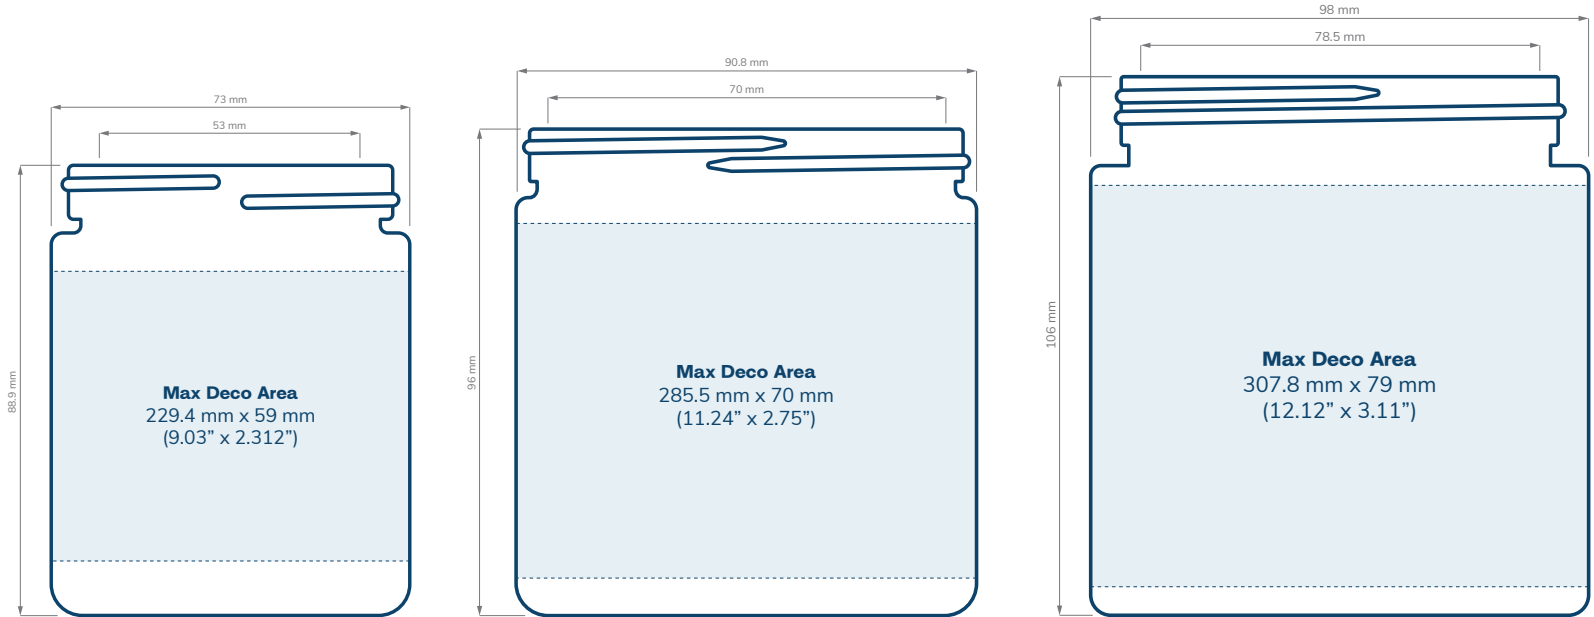 73 mm
53 mm
88.9 mm
Max Deco Area
229.4 mm x 59 mm
(9.03” x 2.312”)
90.8 mm
70 mm
96 mm
Max Deco Area
285.5 mm x 70 mm
(11.24” x 2.75”)
98 mm
78.5 mm
106 mm
Max Deco Area
307.8 mm x 79 mm
(12.12” x 3.11”)